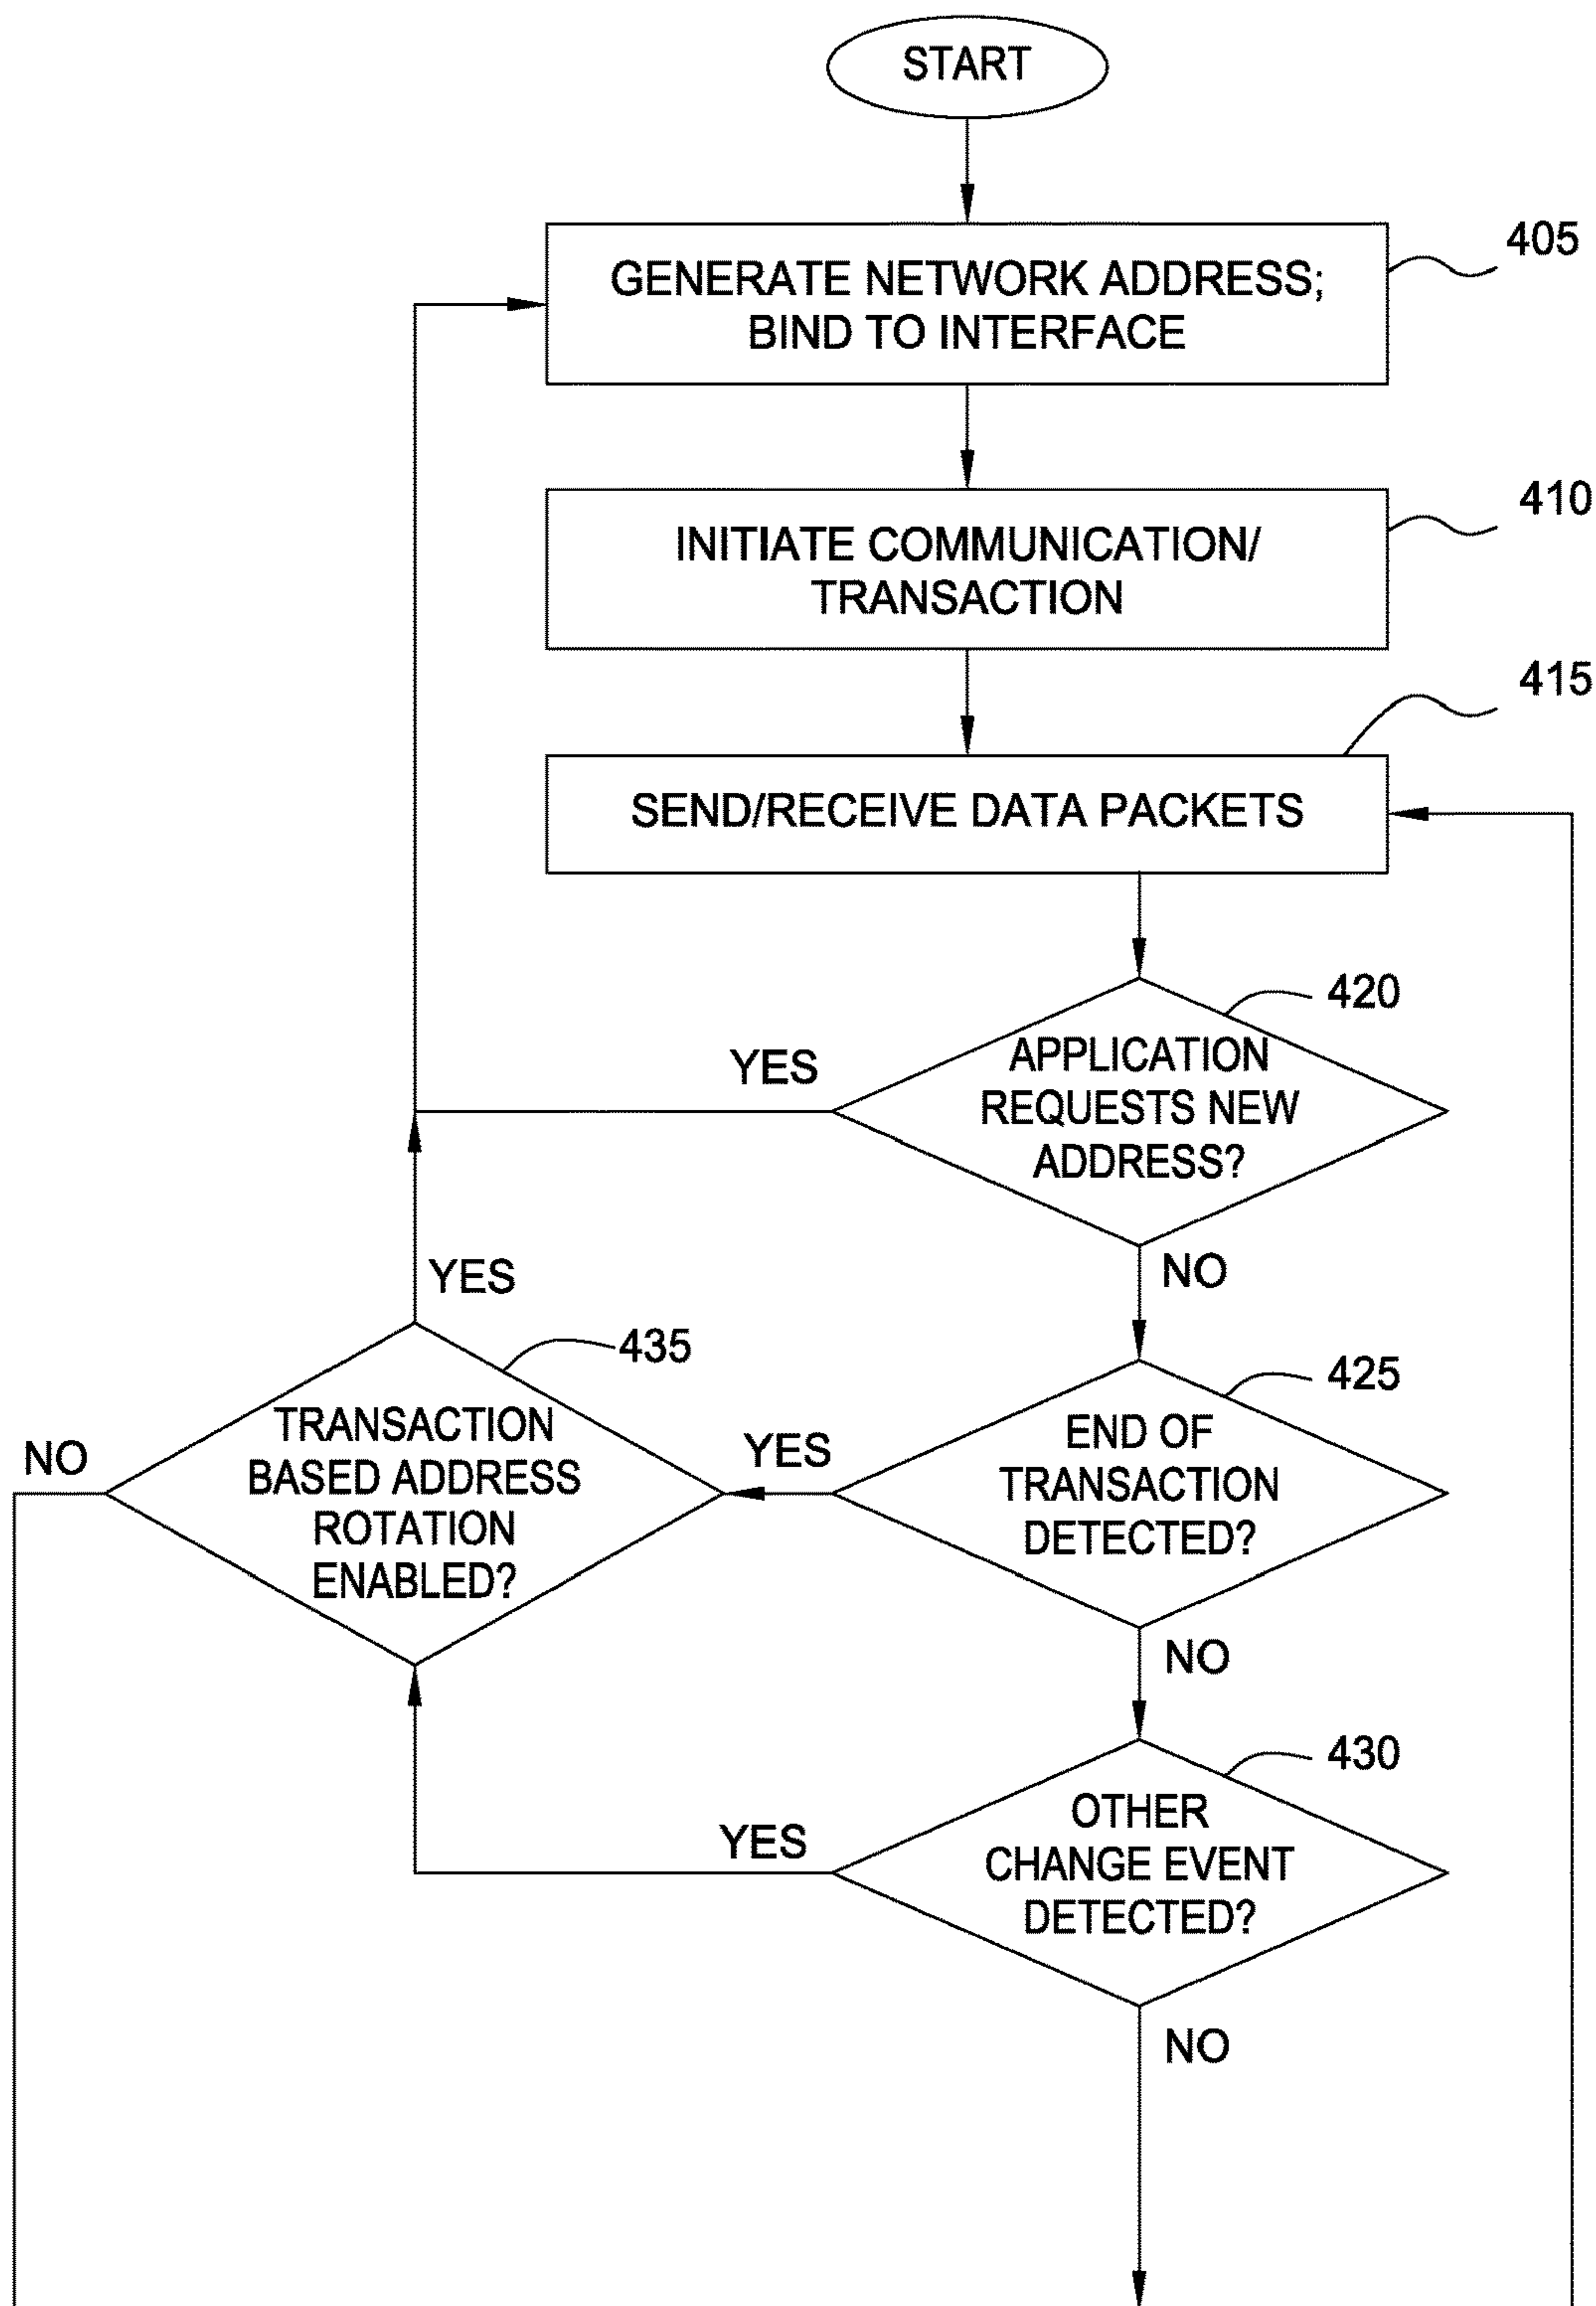 START
GENERATE NETWORK ADDRESS;
BIND TO INTERFACE
405
INITIATE COMMUNICATION/
TRANSACTION
410
SEND/RECEIVE DATA PACKETS
415
APPLICATION
REQUESTS NEW
ADDRESS?
420
YES
NO
END OF
TRANSACTION
DETECTED?
425
YES
NO
TRANSACTION
BASED ADDRESS
ROTATION
ENABLED?
435
YES
NO
OTHER
CHANGE EVENT
DETECTED?
430
YES
NO